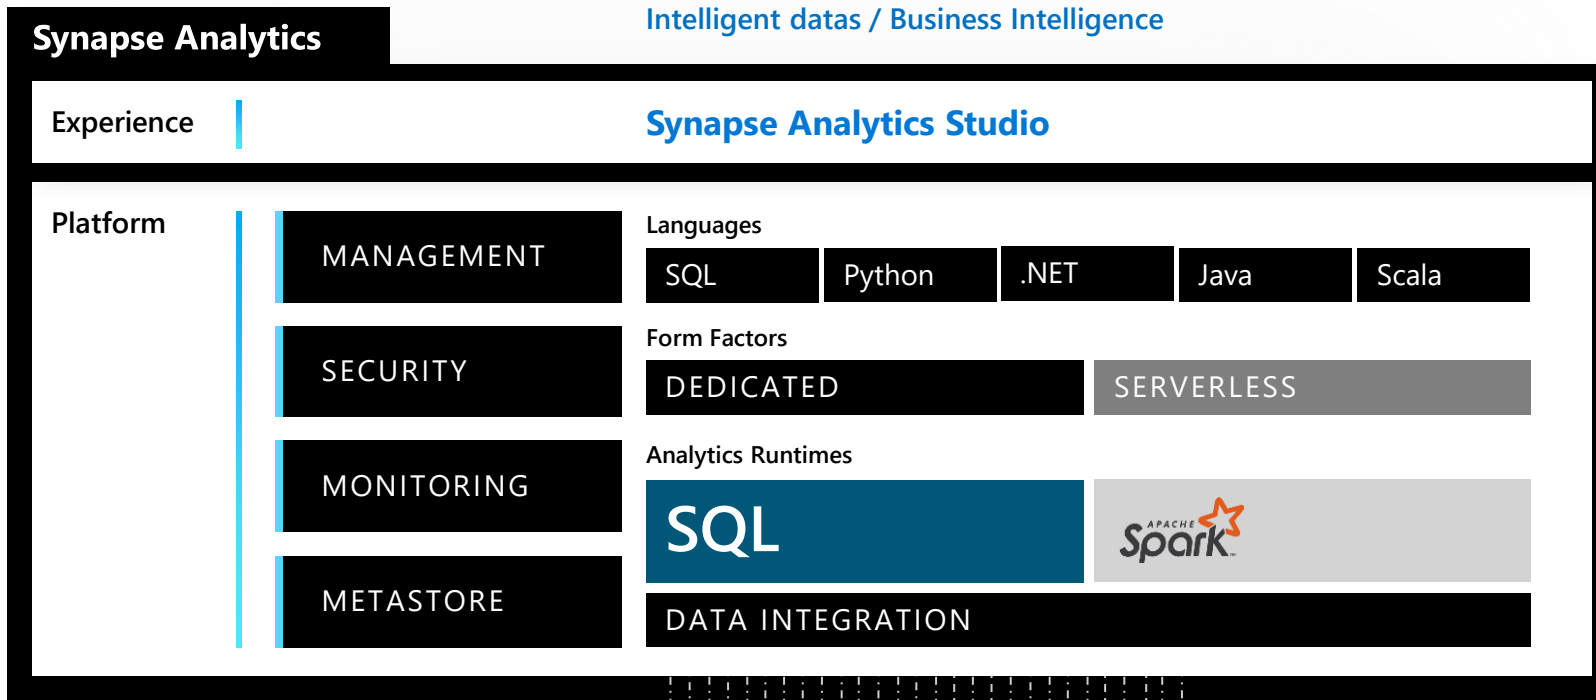 Intelligent datas / Business Intelligence
Synapse Analytics
Experience
Synapse Analytics Studio
Platform
MANAGEMENT
SECURITY
MONITORING
METASTORE
Languages
SQL
Python
.NET
Java
Scala
Form Factors
DEDICATED
SERVERLESS
Analytics Runtimes
SQL
APACHE
Spark™
DATA INTEGRATION